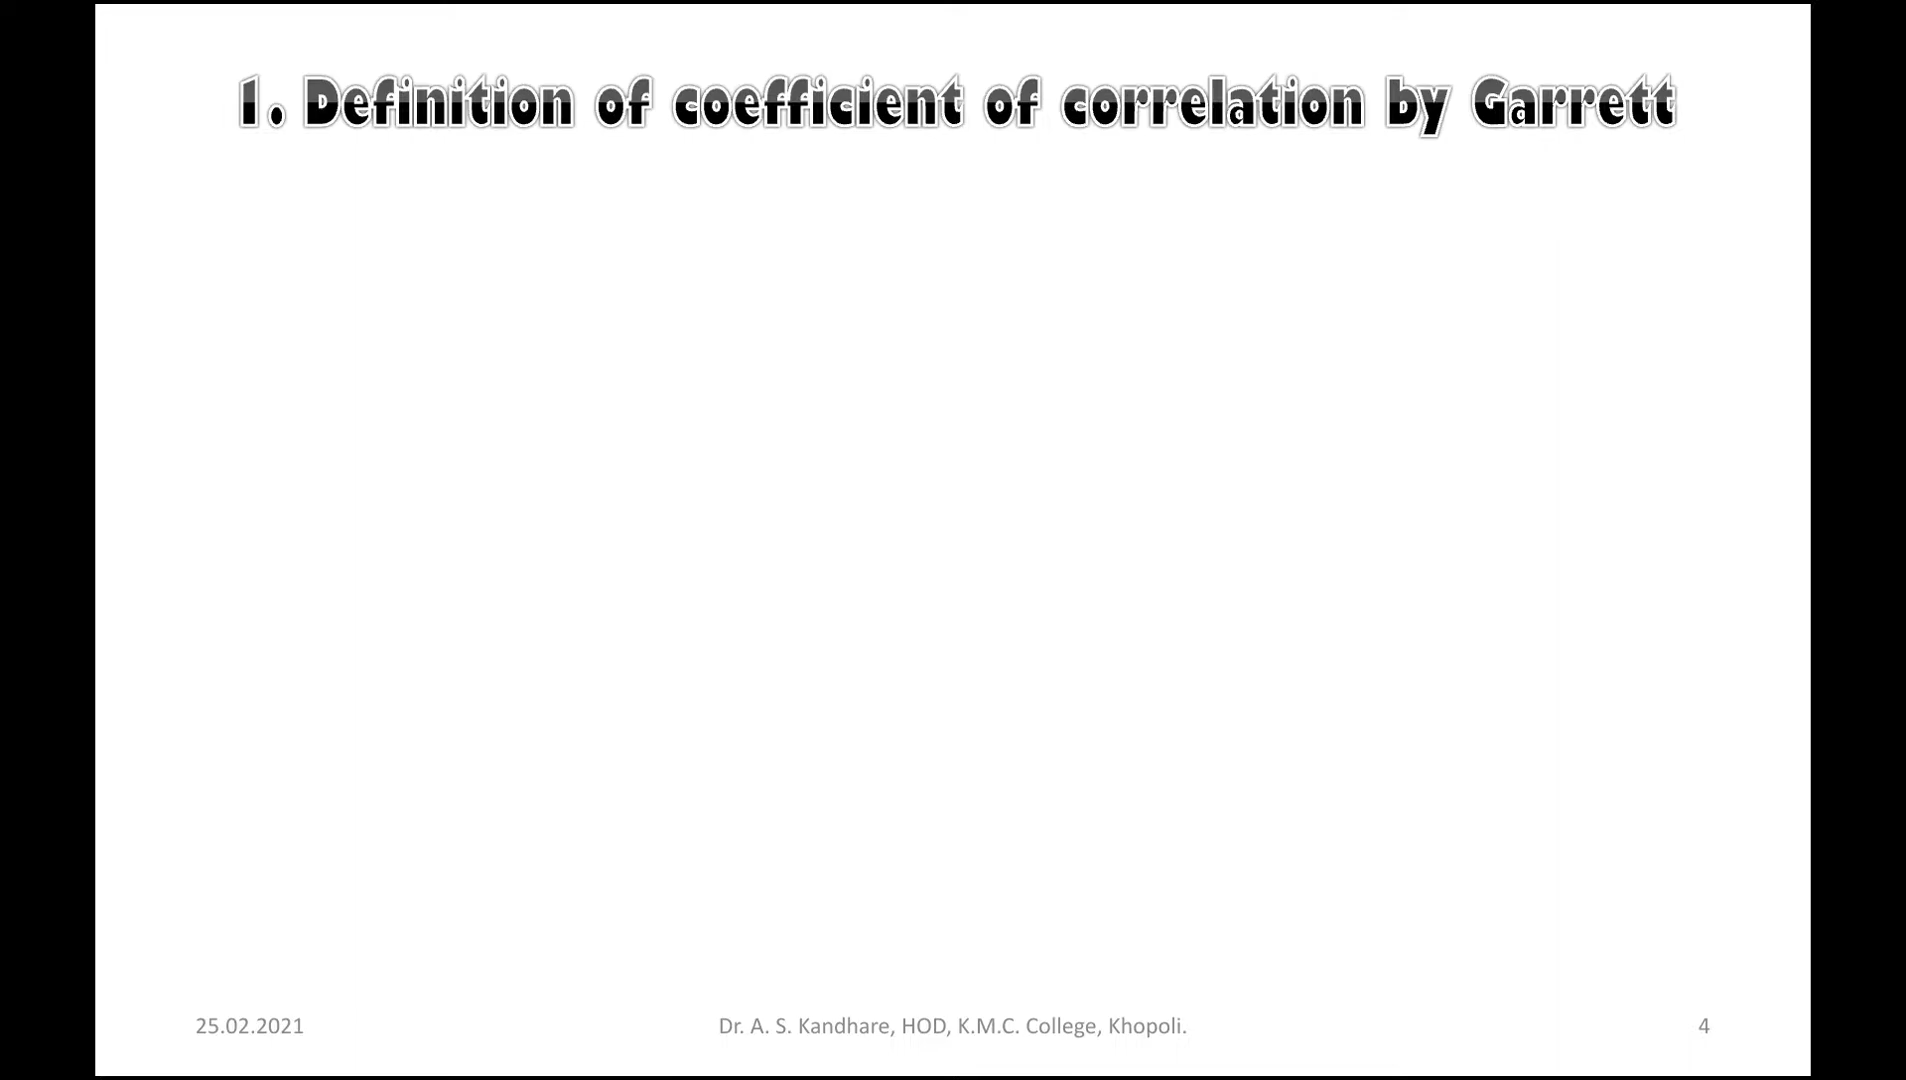 1. Definition of coefficient of correlation by Garrett
25.02.2021
Dr. A. S. Kandhare, HOD, K.M.C. College, Khopoli.
4